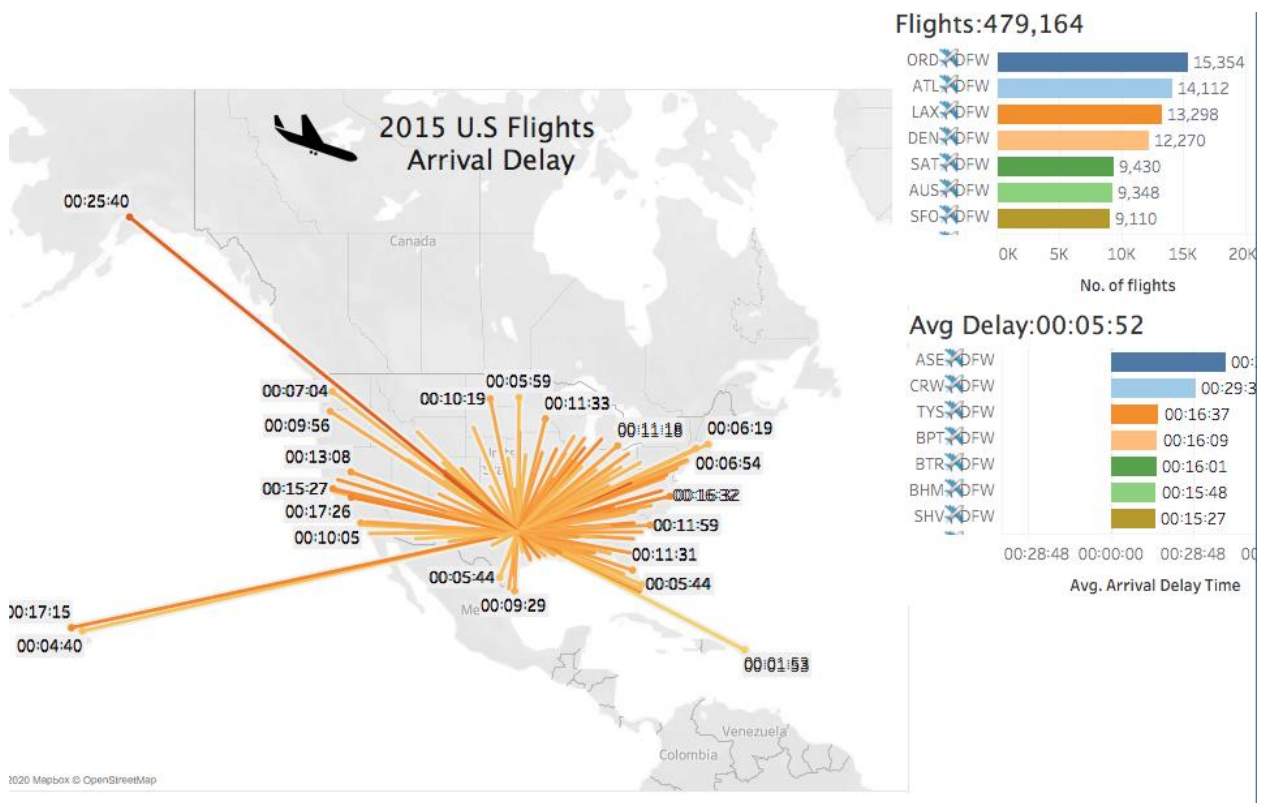 Flights:479,164
ORD DFW 15,354
ATL DFW 14,112
LAX DFW 13,298
DEN DFW 12,270
SAT DFW 9,430
AUS DFW 9,348
SFO DFW 9,110
0K 5K 10K 15K 20K
No. of flights
2015 U.S Flights
Arrival Delay
00:25:40
Canada
00:05:59
00:07:04
00:10:19
00:11:33
00:09:56
00:06:19
00:13:08
00:06:54
00:15:27
00:17:26
00:11:59
00:10:05
00:11:31
00:05:44
00:05:44
00:09:29
Me
00:17:15
00:04:40
00:01:53
Venezuela
Colombia
2020 Mapbox © OpenStreetMap
Avg Delay:00:05:52
ASE DFW 00:
CRW DFW 00:29:3
TYS DFW 00:16:37
BPT DFW 00:16:09
BTR DFW 00:16:01
BHM DFW 00:15:48
SHV DFW 00:15:27
00:28:48 00:00:00 00:28:48 00
Avg. Arrival Delay Time